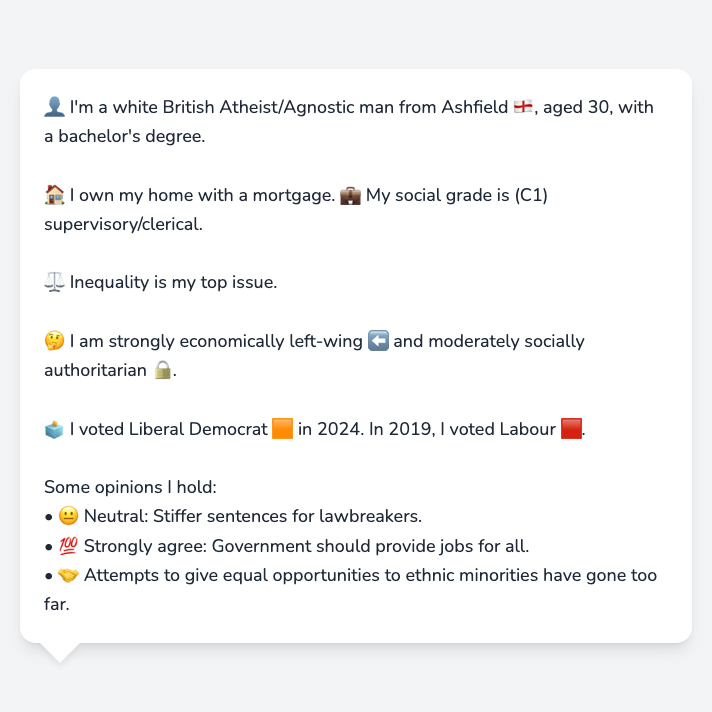 👤 I'm a white British Atheist/Agnostic man from Ashfield 🏴󠁧󠁢󠁥󠁮󠁧󠁿, aged 30, with
a bachelor's degree.
🏠 I own my home with a mortgage. 💼 My social grade is (C1)
supervisory/clerical.
⚖️ Inequality is my top issue.
🤔 I am strongly economically left-wing ⬅️ and moderately socially
authoritarian 🔒.
🗳️ I voted Liberal Democrat 🟧 in 2024. In 2019, I voted Labour 🟥.
Some opinions I hold:
• 😐 Neutral: Stiffer sentences for lawbreakers.
• 💯 Strongly agree: Government should provide jobs for all.
• 🤝 Attempts to give equal opportunities to ethnic minorities have gone too
far.